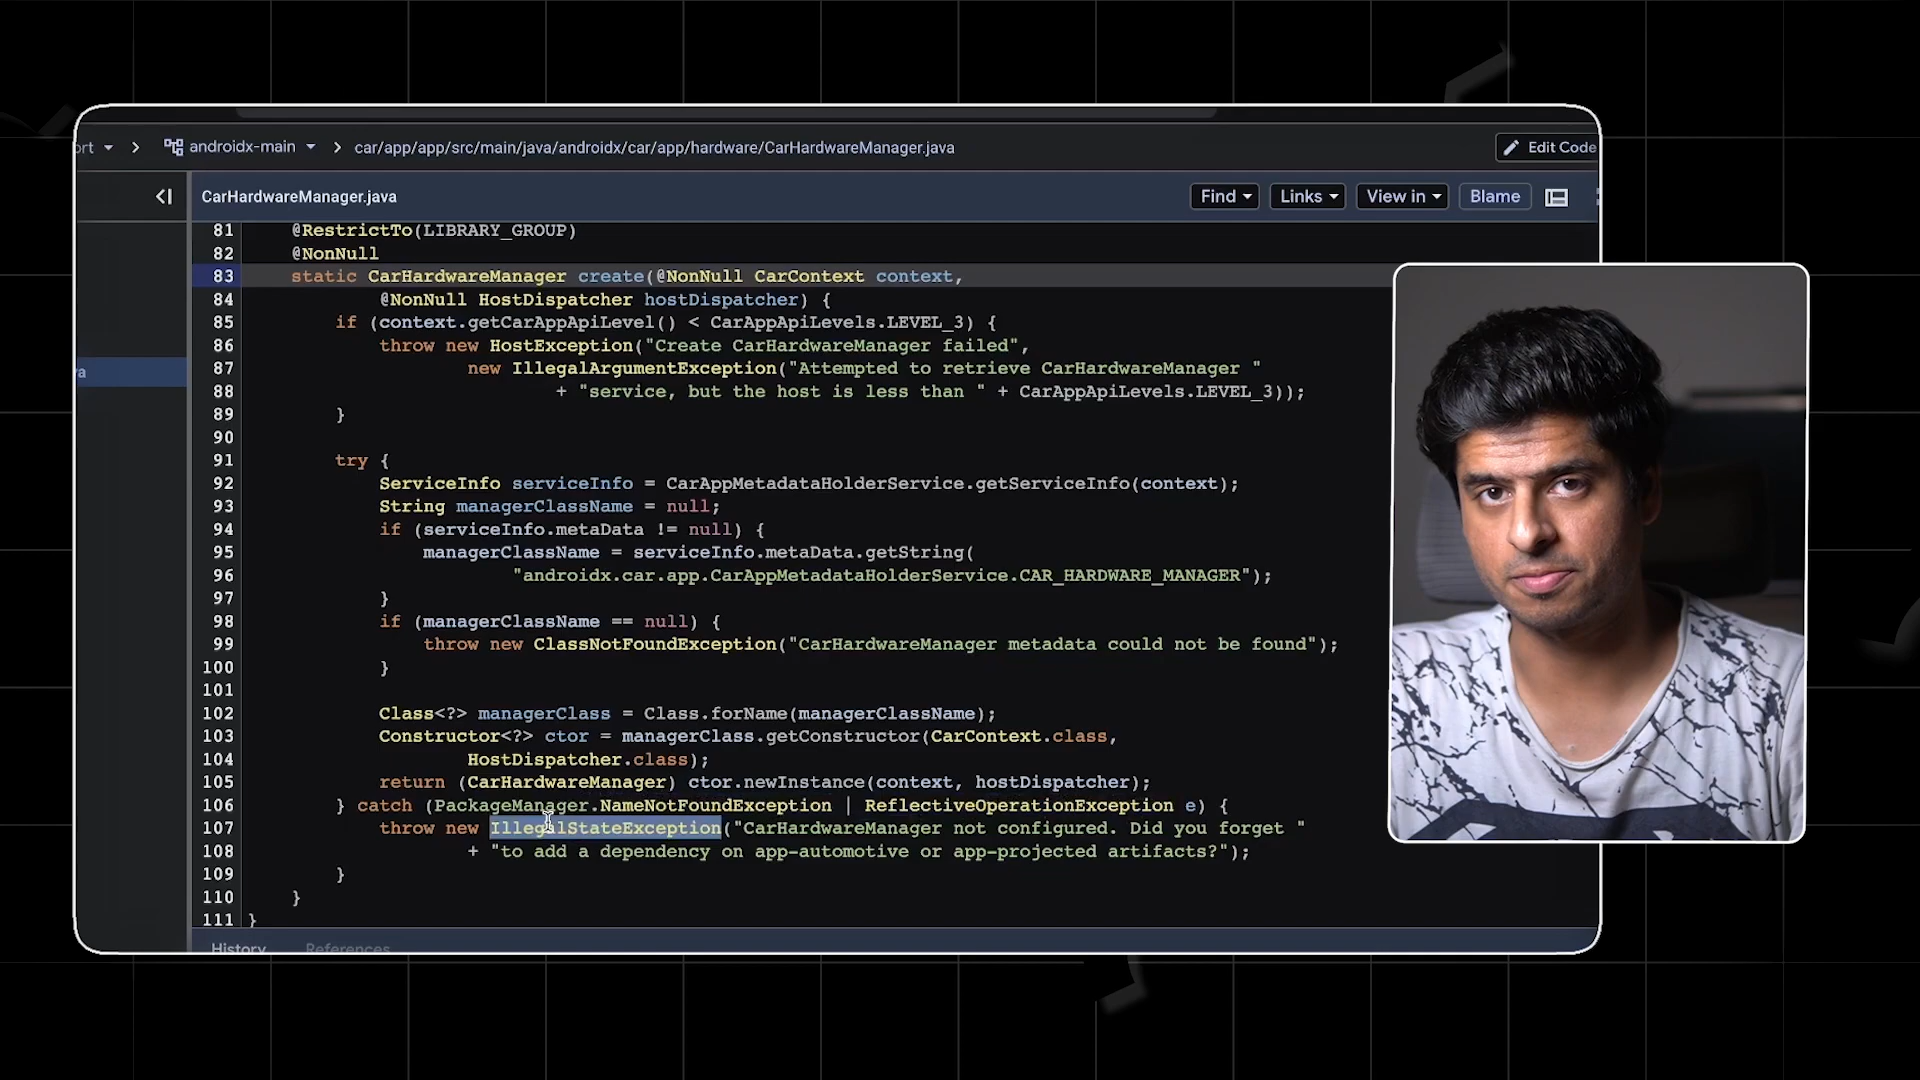 ort
androidx-main
car/app/app/src/main/java/androidx/car/app/hardware/CarHardwareManager.java
Edit Code
CarHardwareManager.java
Find
Links
View in
Blame
81 @RestrictTo(LIBRARY_GROUP)
82 @NonNull
83 static CarHardwareManager create(@NonNull CarContext context,
84 @NonNull HostDispatcher hostDispatcher) {
85 if (context.getCarAppApiLevel() < CarAppApiLevels.LEVEL_3) {
86 throw new HostException("Create CarHardwareManager failed",
87 new IllegalArgumentException("Attempted to retrieve CarHardwareManager "
88 + "service, but the host is less than " + CarAppApiLevels.LEVEL_3));
89 }
90
91 try {
92 ServiceInfo serviceInfo = CarAppMetadataHolderService.getServiceInfo(context);
93 String managerClassName = null;
94 if (serviceInfo.metaData != null) {
95 managerClassName = serviceInfo.metaData.getString(
96 "androidx.car.app.CarAppMetadataHolderService.CAR_HARDWARE_MANAGER");
97 }
98 if (managerClassName == null) {
99 throw new ClassNotFoundException("CarHardwareManager metadata could not be found");
100 }
101
102 Class<?> managerClass = Class.forName(managerClassName);
103 Constructor<?> ctor = managerClass.getConstructor(CarContext.class,
104 HostDispatcher.class);
105 return (CarHardwareManager) ctor.newInstance(context, hostDispatcher);
106 } catch (PackageManager.NameNotFoundException | ReflectiveOperationException e) {
107 throw new IllegalStateException("CarHardwareManager not configured. Did you forget "
108 + "to add a dependency on app-automotive or app-projected artifacts?");
109 }
110 }
111 }
History
References